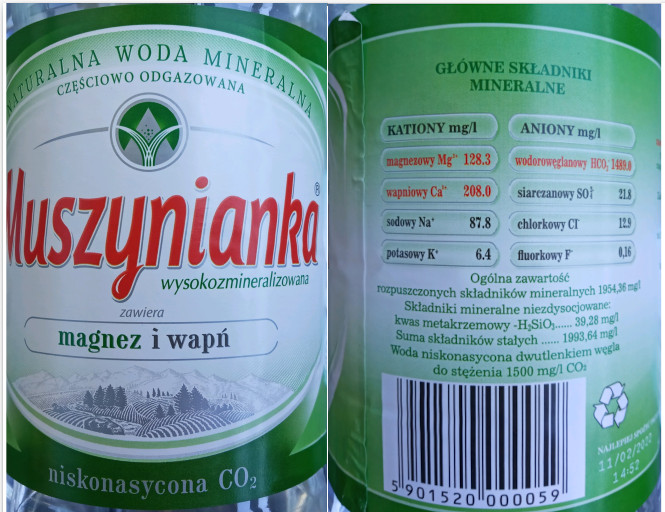 NATURALNA WODA MINERALNA
CZĘŚCIOWO ODGAZOWANA
Muszynianka®
wysokozmineralizowana
zawiera
magnez i wapń
niskonasycona CO₂
GŁÓWNE SKŁADNIKI
MINERALNE
KATIONY mg/l ANIONY mg/l
magnezowy Mg²⁺ 128.3 wodorowęglanowy HCO₃⁻ 1489.0
wapniowy Ca²⁺ 208.0 siarczanowy SO₄²⁻ 21.8
sodowy Na⁺ 87.8 chlorkowy Cl⁻ 12.9
potasowy K⁺ 6.4 fluorkowy F⁻ 0,16
Ogólna zawartość
rozpuszczonych składników mineralnych 1954,36 mg/l
Składniki mineralne niezdysocjowane:
kwas metakrzemowy -H₂SiO₃...... 39,28 mg/l
Suma składników stałych ...... 1993,64 mg/l
Woda niskonasycona dwutlenkiem węgla
do stężenia 1500 mg/l CO₂
5 901520 000059
NAJLEPIEJ SPOŻYĆ
11/02/2020
14:52